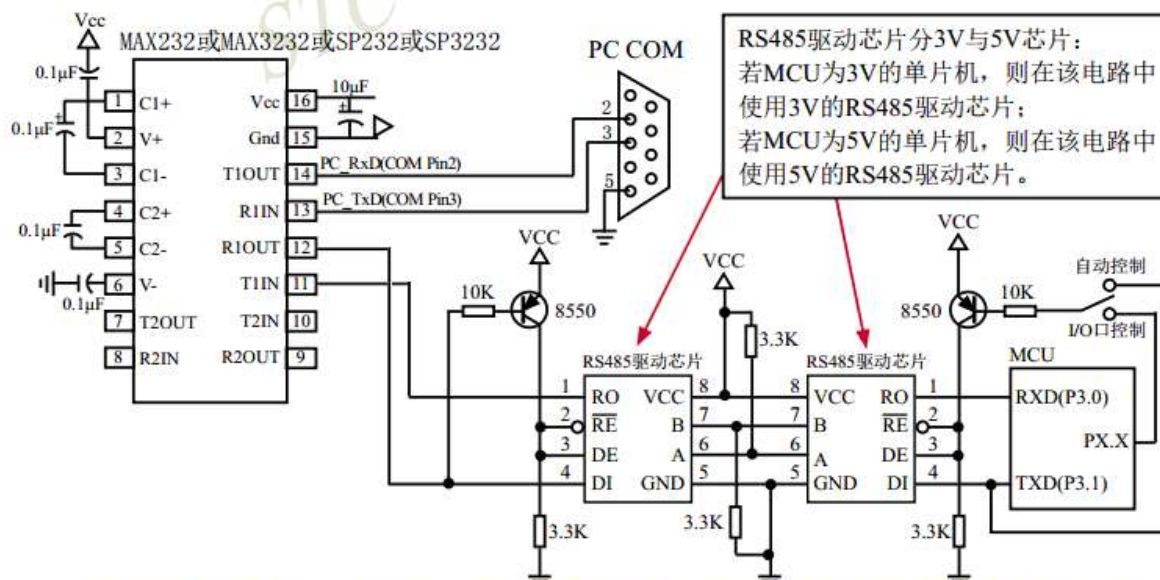 STC
Vcc
MAX232或MAX3232或SP232或SP3232
PC COM
RS485驱动芯片分3V与5V芯片：
若MCU为3V的单片机，则在该电路中
使用3V的RS485驱动芯片；
若MCU为5V的单片机，则在该电路中
使用5V的RS485驱动芯片。
0.1μF
10μF
1 C1+ Vcc 16
0.1μF
2 V+ Gnd 15
3 C1- T1OUT 14
PC_RxD(COM Pin2)
2
3
5
4 C2+ R1IN 13
PC_TxD(COM Pin3)
0.1μF
5 C2- R1OUT 12
6 V- T1IN 11
0.1μF
7 T2OUT T2IN 10
8 R2IN R2OUT 9
VCC
VCC
VCC
自动控制
10K
8550
3.3K
8550
10K
I/O口控制
RS485驱动芯片
RS485驱动芯片
MCU
1 RO VCC 8
8 VCC RO 1
RXD(P3.0)
2 RE B 7
7 B RE 2
PX.X
3 DE A 6
6 A DE 3
4 DI GND 5
5 GND DI 4
TXD(P3.1)
3.3K
3.3K
3.3K